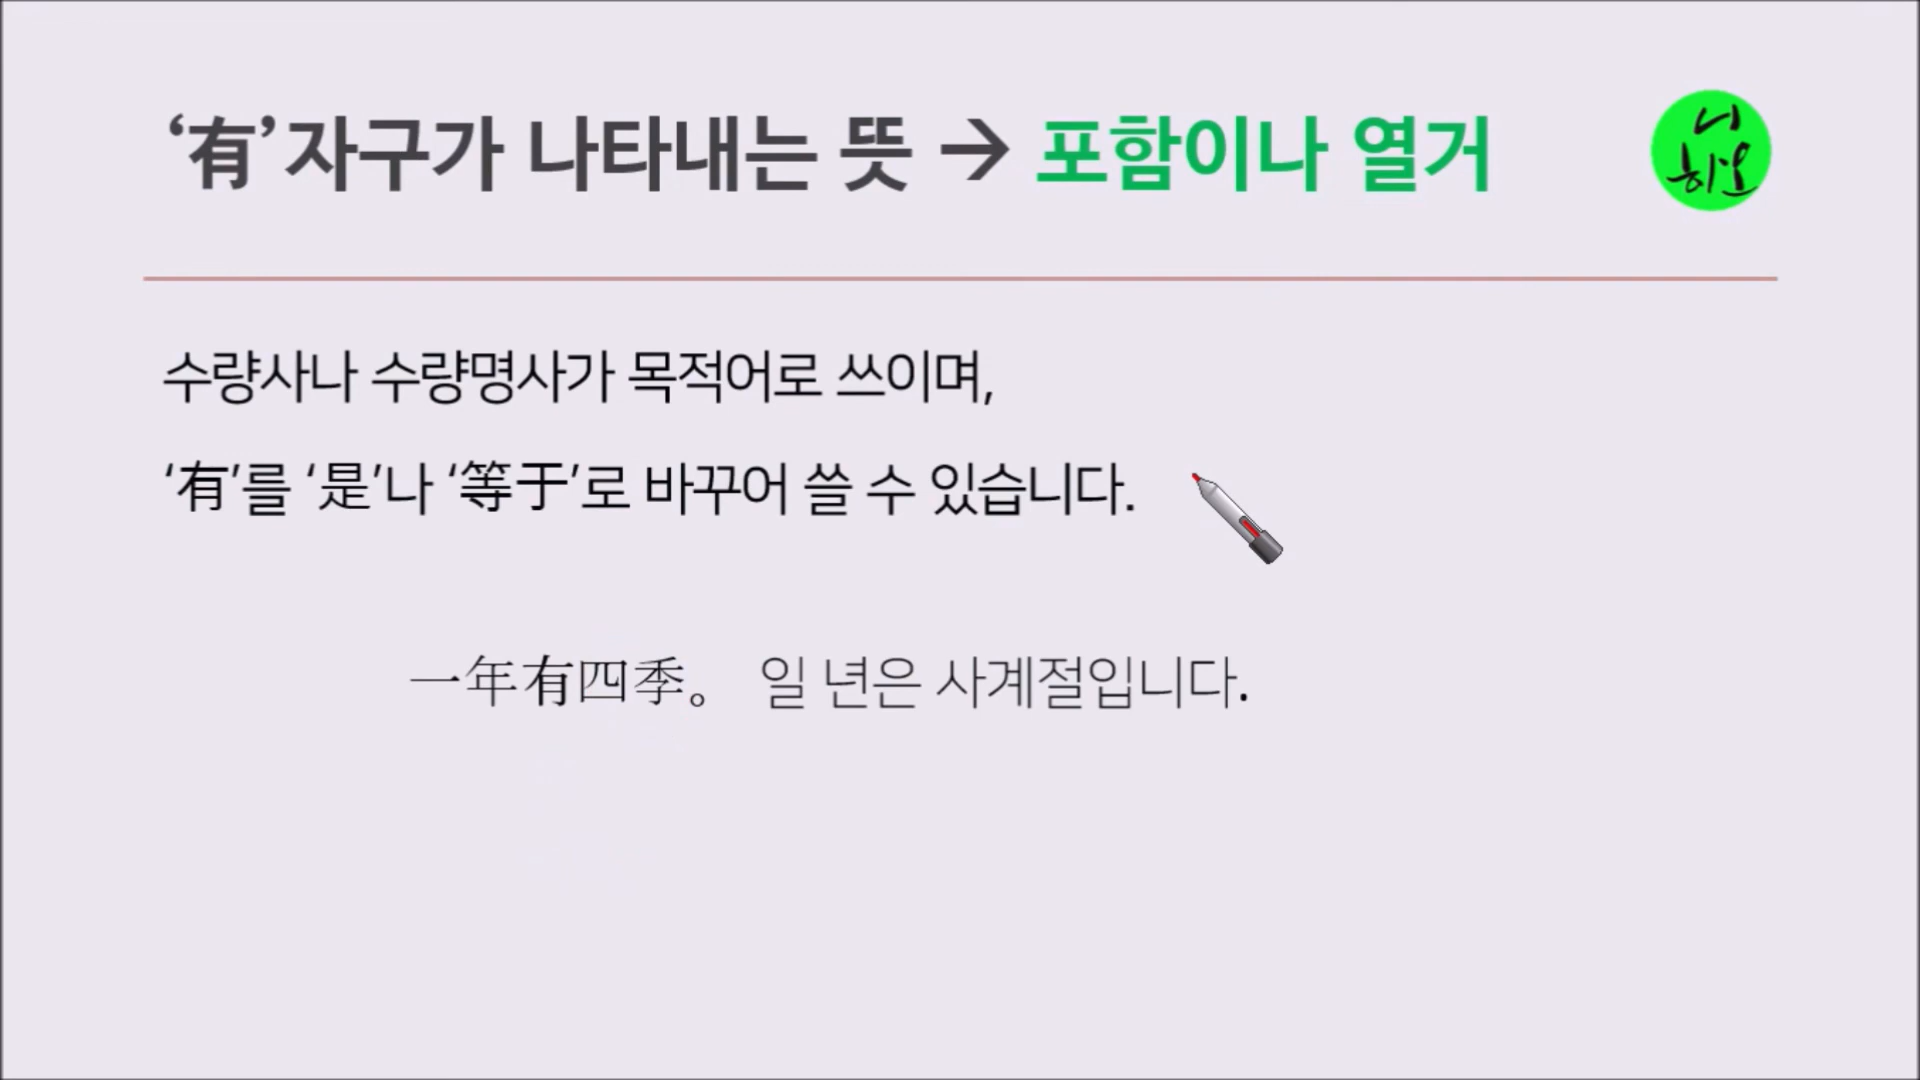 ‘有’자구가 나타내는 뜻 → 포함이나 열거
니
하오
수량사나 수량명사가 목적어로 쓰이며,
‘有’를 ‘是’나 ‘等于’로 바꾸어 쓸 수 있습니다.
一年有四季。 일 년은 사계절입니다.